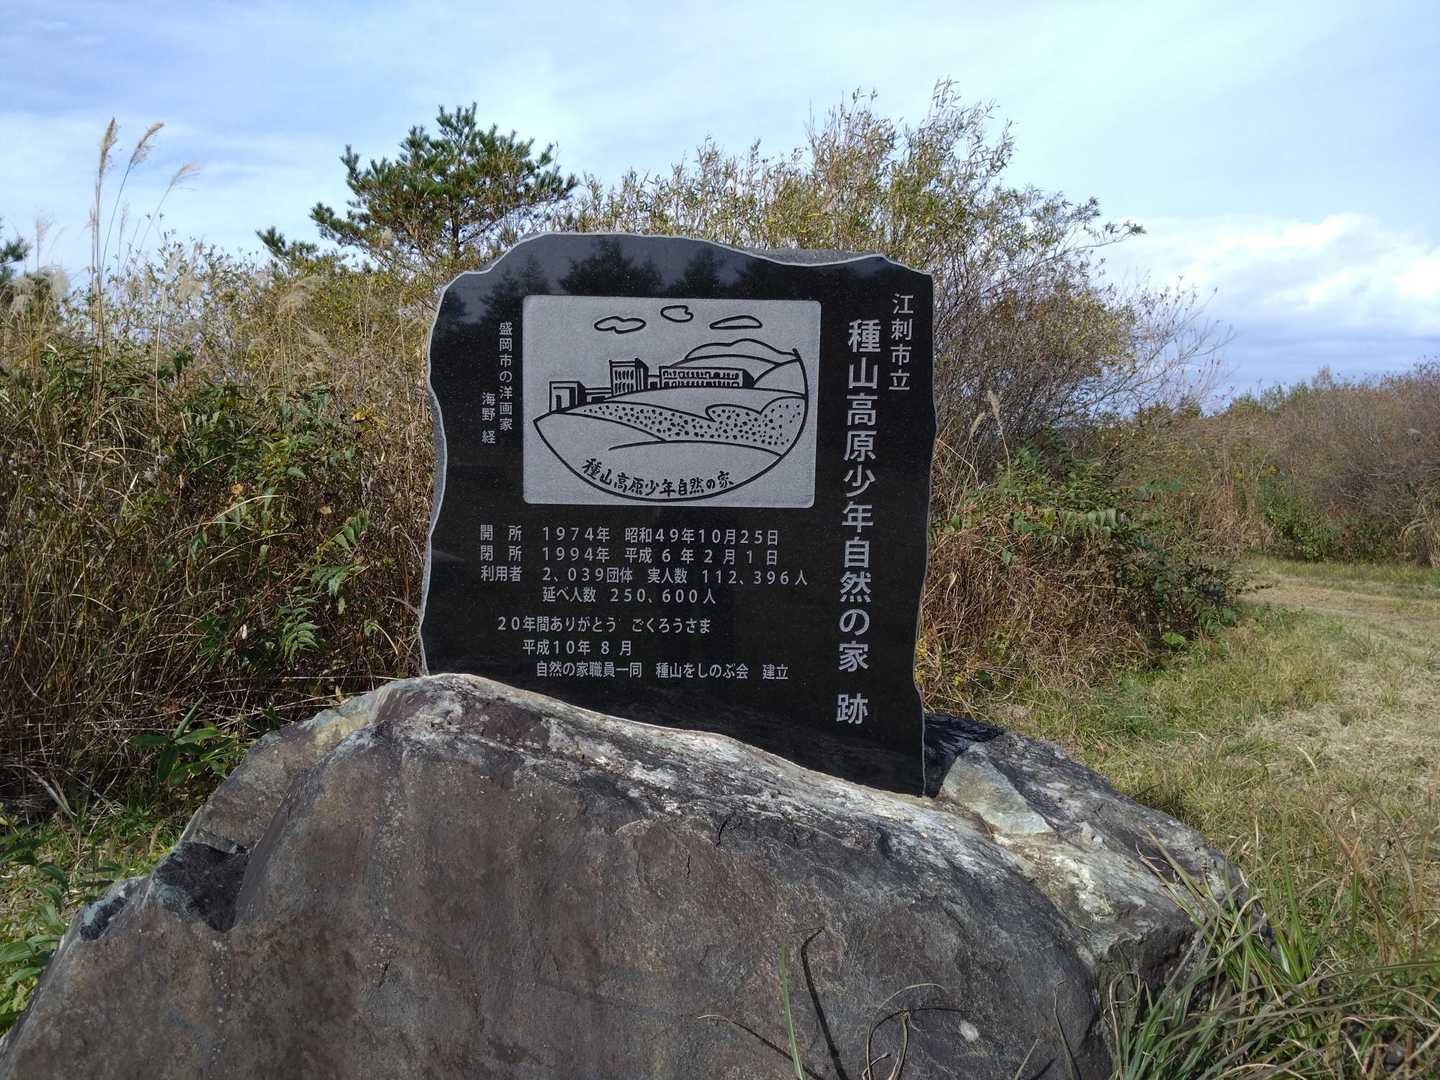 江刺市立
種山高原少年自然の家 跡
種山高原少年自然の家
盛岡市の洋画家
海野 経
開 所 1974年 昭和49年10月25日
閉 所 1994年 平成 6年 2月 1日
利用者 2、039団体 実人数 112、396人
延べ人数 250、600人
20年間ありがとう ごくろうさま
平成10年 8月
自然の家職員一同 種山をしのぶ会 建立